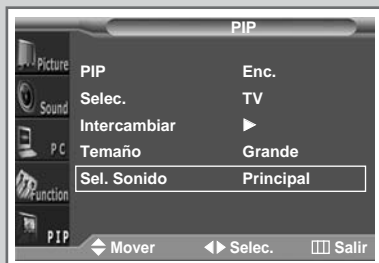 PIP
Picture
Sound
PC
Function
PIP
PIP Enc.
Selec. TV
Intercambiar ►
Temaño Grande
Sel. Sonido Principal
Mover Selec. Salir